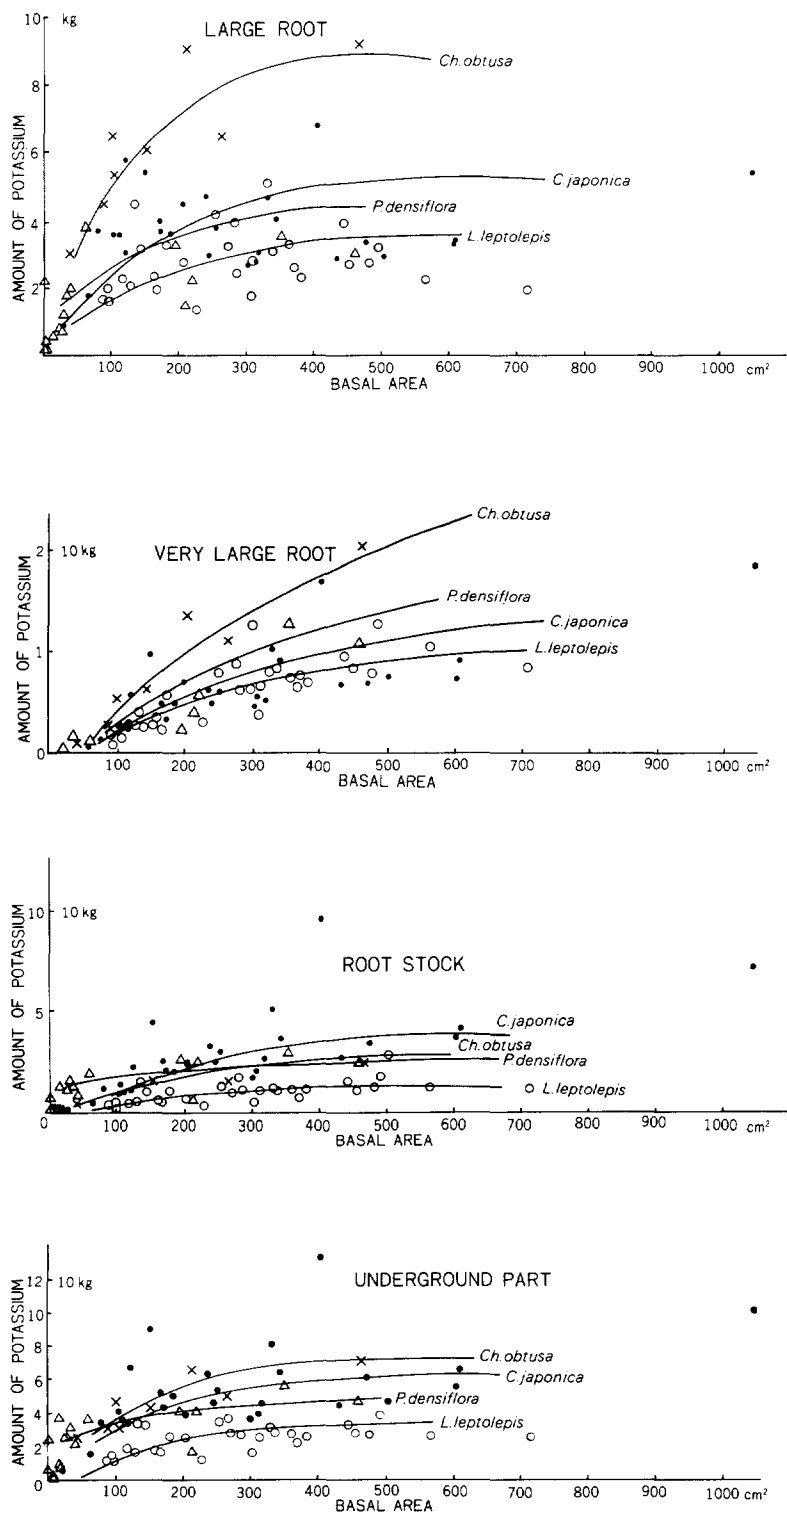 LARGE ROOT
10 kg
8
6
4
2
AMOUNT OF POTASSIUM
Ch.obtusa
C.japonica
P.densiflora
L.leptolepis
100 200 300 400 500 600 700 800 900 1000 cm²
BASAL AREA
VERY LARGE ROOT
2 10 kg
1
0
AMOUNT OF POTASSIUM
Ch.obtusa
P.densiflora
C.japonica
L.leptolepis
100 200 300 400 500 600 700 800 900 1000 cm²
BASAL AREA
ROOT STOCK
10 10 kg
5
AMOUNT OF POTASSIUM
C.japonica
Ch.obtusa
P.densiflora
L.leptolepis
0 100 200 300 400 500 600 700 800 900 1000 cm²
BASAL AREA
UNDERGROUND PART
12 10 kg
10
8
6
4
2
0
AMOUNT OF POTASSIUM
Ch.obtusa
C.japonica
P.densiflora
L.leptolepis
100 200 300 400 500 600 700 800 900 1000 cm²
BASAL AREA